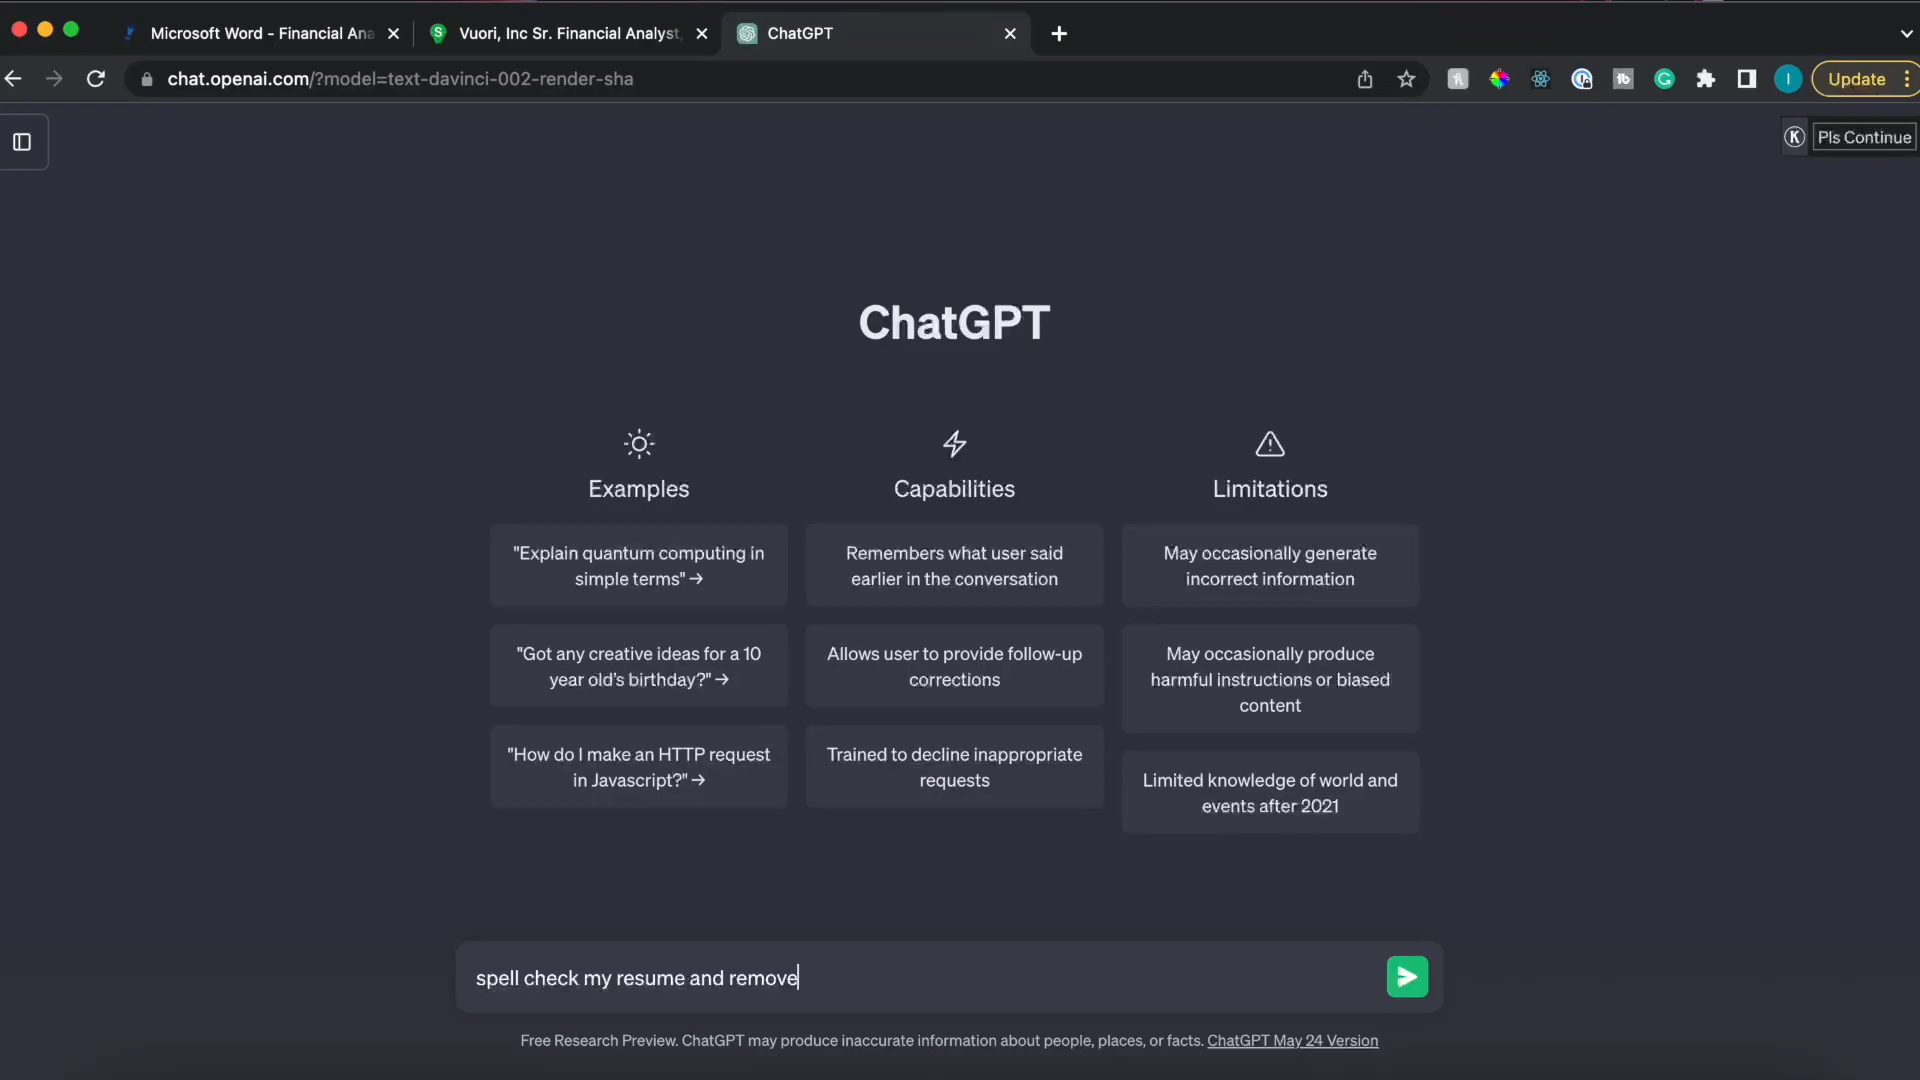 Microsoft Word - Financial Ana
Vuori, Inc Sr. Financial Analyst,
ChatGPT
chat.openai.com/?model=text-davinci-002-render-sha
Update
Pls Continue
ChatGPT
Examples
Capabilities
Limitations
"Explain quantum computing in
simple terms" →
Remembers what user said
earlier in the conversation
May occasionally generate
incorrect information
"Got any creative ideas for a 10
year old's birthday?" →
Allows user to provide follow-up
corrections
May occasionally produce
harmful instructions or biased
content
"How do I make an HTTP request
in Javascript?" →
Trained to decline inappropriate
requests
Limited knowledge of world and
events after 2021
spell check my resume and remove
Free Research Preview. ChatGPT may produce inaccurate information about people, places, or facts. ChatGPT May 24 Version